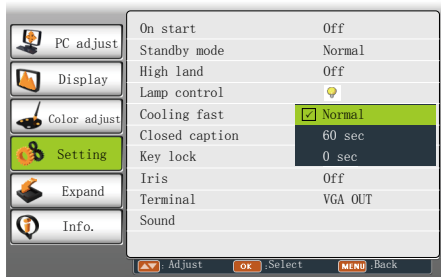 PC adjust
Display
Color adjust
Setting
Expand
Info.
On start Off
Standby mode Normal
High land Off
Lamp control
Cooling fast Normal
Closed caption 60 sec
Key lock 0 sec
Iris Off
Terminal VGA OUT
Sound
: Adjust OK :Select MENU :Back